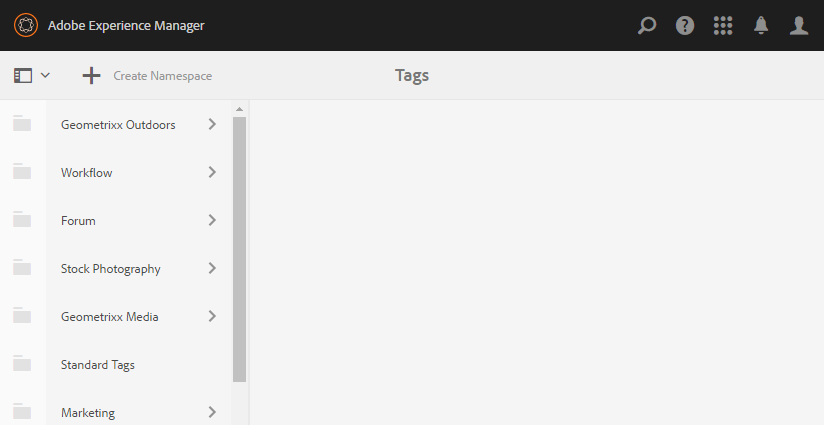 Adobe Experience Manager
Create Namespace
Tags
Geometrixx Outdoors
Workflow
Forum
Stock Photography
Geometrixx Media
Standard Tags
Marketing